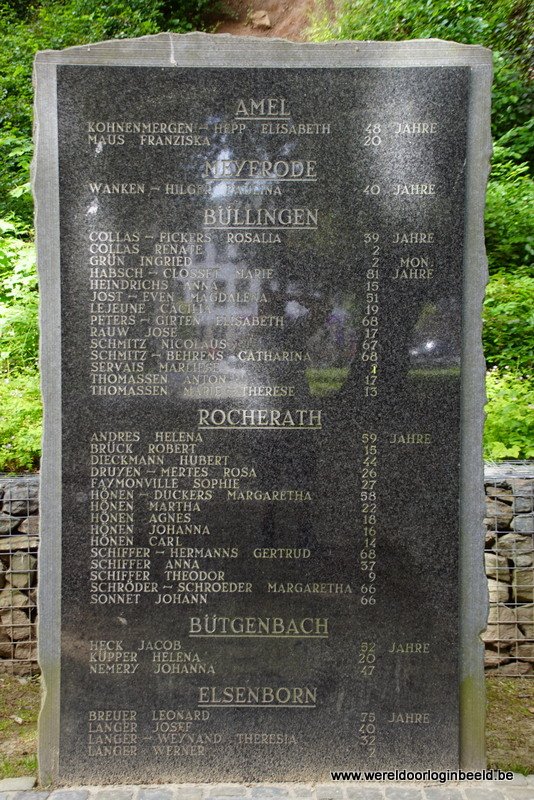 AMEL
KOHNENMERGEN – HEPP ELISABETH 48 JAHRE
MAUS FRANZISKA 20
MEYERODE
WANKEN – HILGER PAULINA 40 JAHRE
BÜLLINGEN
COLLAS – FICKERS ROSALIA 39 JAHRE
COLLAS RENATE 2
GRÜN INGRIED 2 MON.
HABSCH – CLOSSET MARIE 81 JAHRE
HEINDRICHS ANNA 15
JOST – EVEN MAGDALENA 51
LEJEUNE CÄCILIA 19
PETERS – GIRTEN ELISABETH 68
RAUW JOSE 17
SCHMITZ NICOLAUS 67
SCHMITZ – BEHRENS CATHARINA 68
SERVAIS MARLIESE 1
THOMASSEN ANTON 17
THOMASSEN MARIE THERESE 13
ROCHERATH
ANDRES HELENA 59 JAHRE
BRÜCK ROBERT 15
DIECKMANN HUBERT 44
DRUYEN – MERTES ROSA 26
FAYMONVILLE SOPHIE 27
HÖNEN – DUCKERS MARGARETHA 58
HÖNEN MARTHA 22
HÖNEN AGNES 18
HÖNEN JOHANNA 16
HÖNEN CARL 14
SCHIFFER – HERMANNS GERTRUD 68
SCHIFFER ANNA 37
SCHIFFER THEODOR 9
SCHRÖDER – SCHROEDER MARGARETHA 66
SONNET JOHANN 66
BÜTGENBACH
HECK JACOB 52 JAHRE
KÜPPER HELENA 20
NEMERY JOHANNA 47
ELSENBORN
BREUER LEONARD 75 JAHRE
LANGER JOSEF 40
LANGER – WEYNAND THERESIA 32
LANGER WERNER 2
www.wereldoorloginbeeld.be